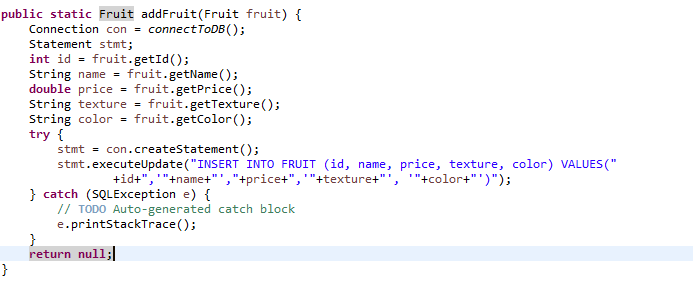 public static Fruit addFruit(Fruit fruit) {
    Connection con = connectToDB();
    Statement stmt;
    int id = fruit.getId();
    String name = fruit.getName();
    double price = fruit.getPrice();
    String texture = fruit.getTexture();
    String color = fruit.getColor();
    try {
        stmt = con.createStatement();
        stmt.executeUpdate("INSERT INTO FRUIT (id, name, price, texture, color) VALUES("
                +id+",'"+name+"',"+price+",'"+texture+"', '"+color+"')");
    } catch (SQLException e) {
        // TODO Auto-generated catch block
        e.printStackTrace();
    }
    return null;
}